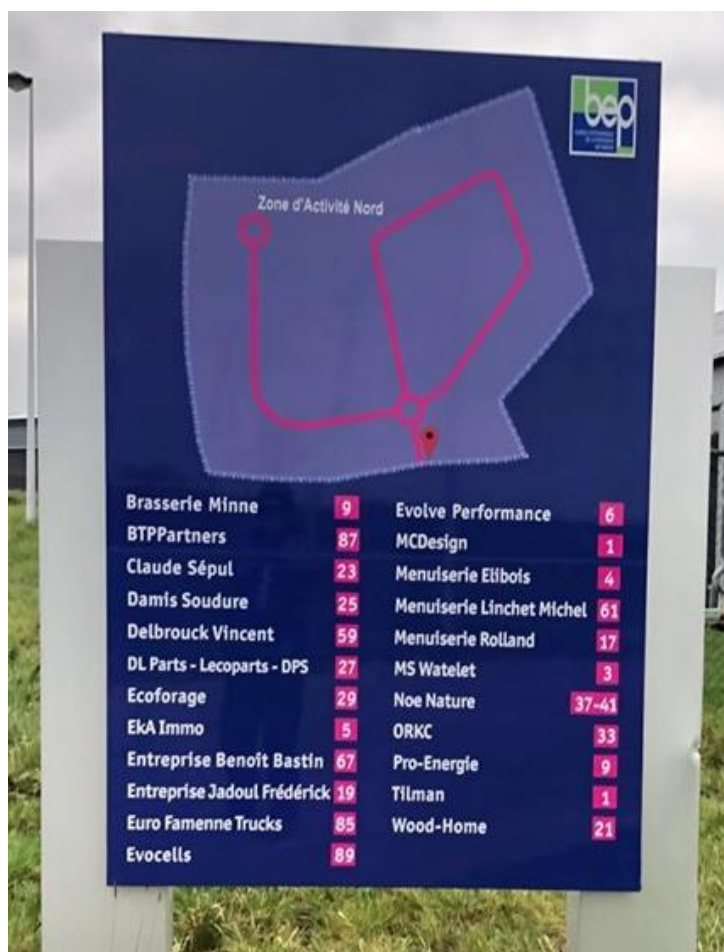 bep
Zone d'Activité Nord
Brasserie Minne 9
BTPPartners 87
Claude Sépul 23
Damis Soudure 25
Delbrouck Vincent 59
DL Parts - Lecoparts - DPS 27
Ecoforage 29
EkA Immo 5
Entreprise Benoît Bastin 67
Entreprise Jadoul Frédérick 19
Euro Famenne Trucks 85
Evocells 89
Evolve Performance 6
MCDesign 1
Menuiserie Elibois 4
Menuiserie Linchet Michel 61
Menuiserie Rolland 17
MS Watelet 3
Noe Nature 37-41
ORKC 33
Pro-Energie 9
Tilman 1
Wood-Home 21